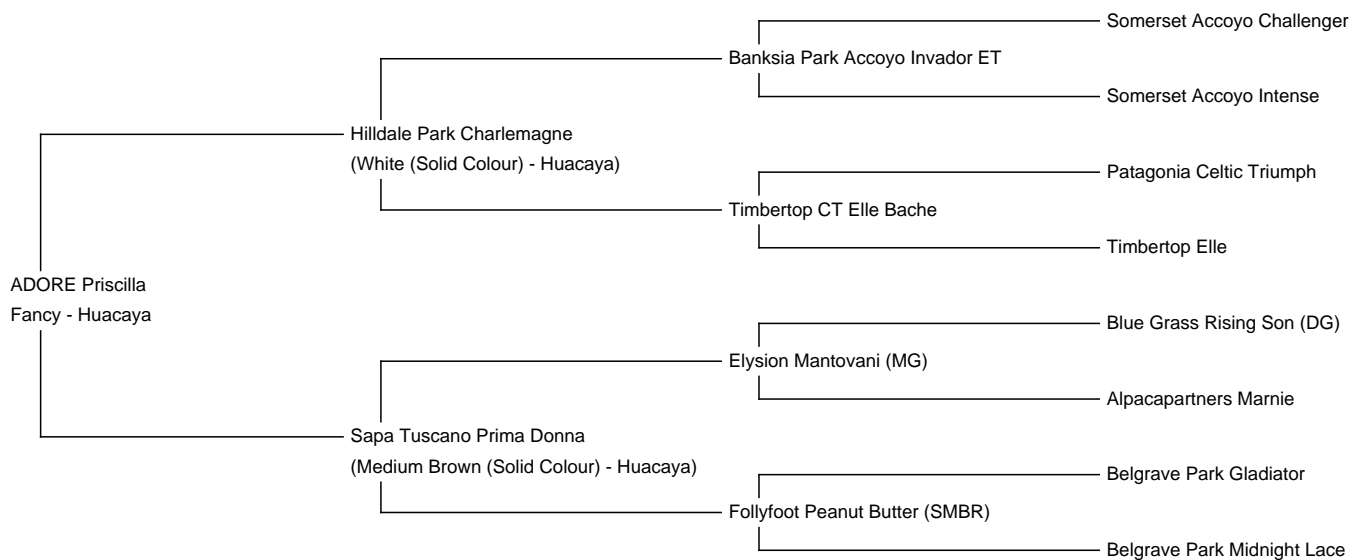 Somerset Accoyo Challenger
Banksia Park Accoyo Invador ET
Somerset Accoyo Intense
Hilldale Park Charlemagne
(White (Solid Colour) - Huacaya)
Patagonia Celtic Triumph
Timbertop CT Elle Bache
Timbertop Elle
ADORE Priscilla
Fancy - Huacaya
Blue Grass Rising Son (DG)
Elysion Mantovani (MG)
Alpacapartners Marnie
Sapa Tuscano Prima Donna
(Medium Brown (Solid Colour) - Huacaya)
Belgrave Park Gladiator
Follyfoot Peanut Butter (SMBR)
Belgrave Park Midnight Lace